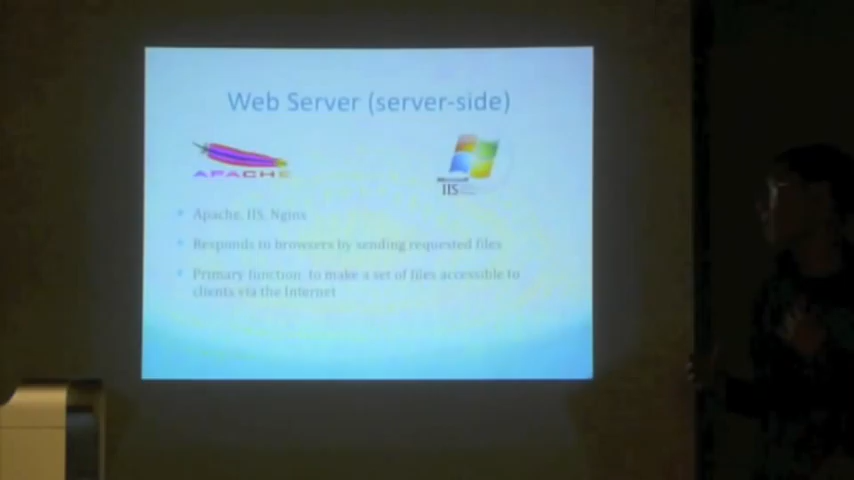 Web Server (server-side)
APACHE
Microsoft
IIS
Apache, IIS, Nginx
Responds to browsers by sending requested files
Primary function to make a set of files accessible to
clients via the Internet